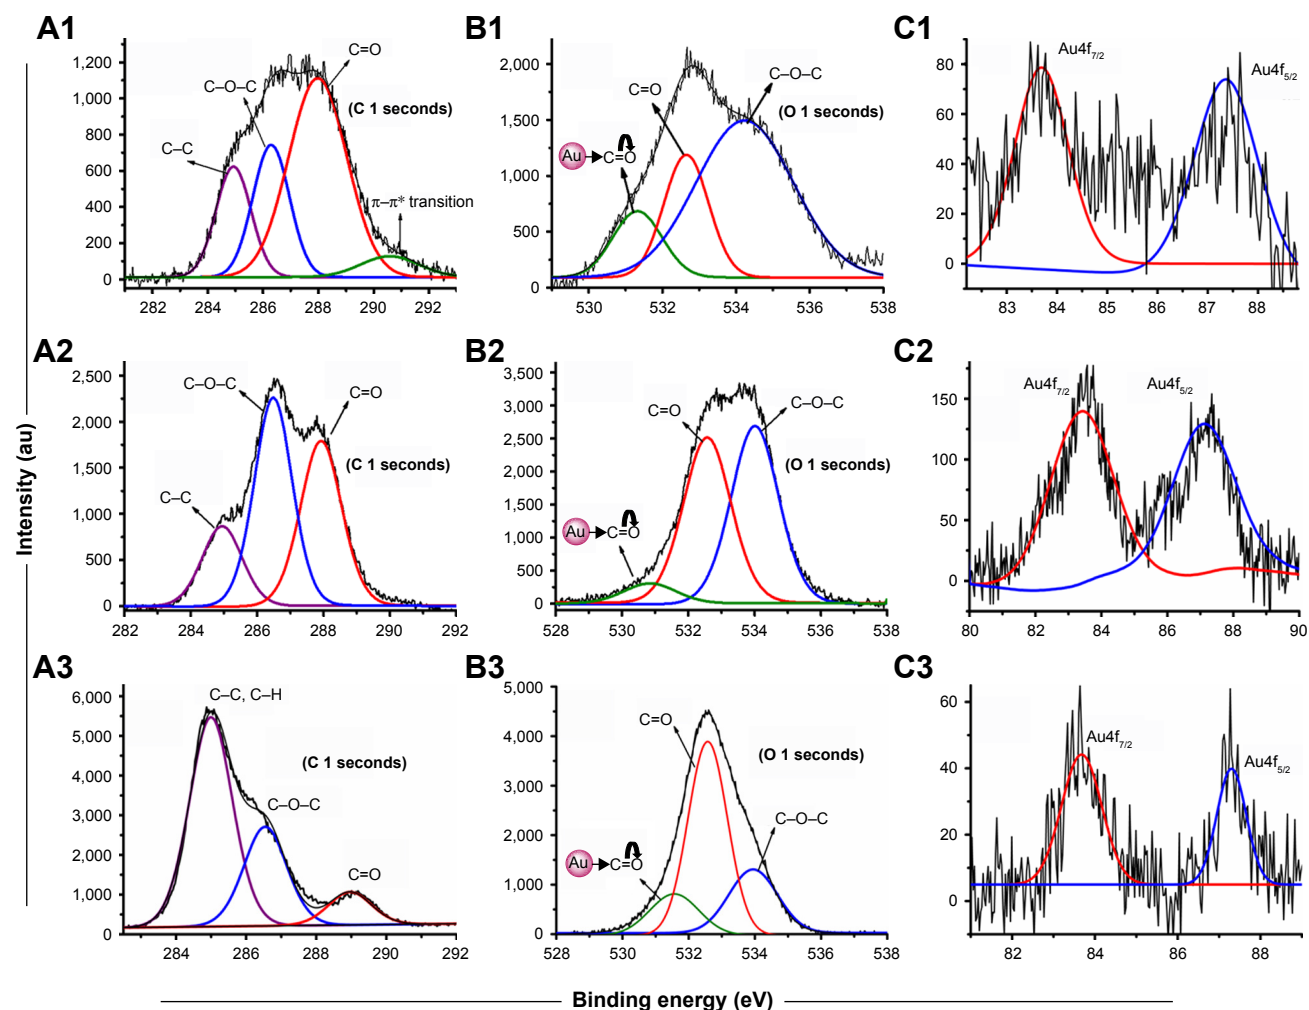 A1
1,200
1,000
800
600
400
200
0
282 284 286 288 290 292
C–C
C–O–C
C=O
(C 1 seconds)
π–π* transition
B1
2,000
1,500
1,000
500
0
530 532 534 536 538
Au C=O
C=O
C–O–C
(O 1 seconds)
C1
80
60
40
20
0
83 84 85 86 87 88
Au4f7/2
Au4f5/2
A2
2,500
2,000
1,500
1,000
500
0
282 284 286 288 290 292
C–C
C–O–C
C=O
(C 1 seconds)
B2
3,500
3,000
2,500
2,000
1,500
1,000
500
0
528 530 532 534 536 538
Au C=O
C=O
C–O–C
(O 1 seconds)
C2
150
100
50
0
80 82 84 86 88 90
Au4f7/2
Au4f5/2
A3
6,000
5,000
4,000
3,000
2,000
1,000
0
284 286 288 290 292
C–C, C–H
C–O–C
C=O
(C 1 seconds)
B3
5,000
4,000
3,000
2,000
1,000
0
528 530 532 534 536 538
Au C=O
C=O
C–O–C
(O 1 seconds)
C3
60
40
20
0
82 84 86 88
Au4f7/2
Au4f5/2
Intensity (au)
Binding energy (eV)